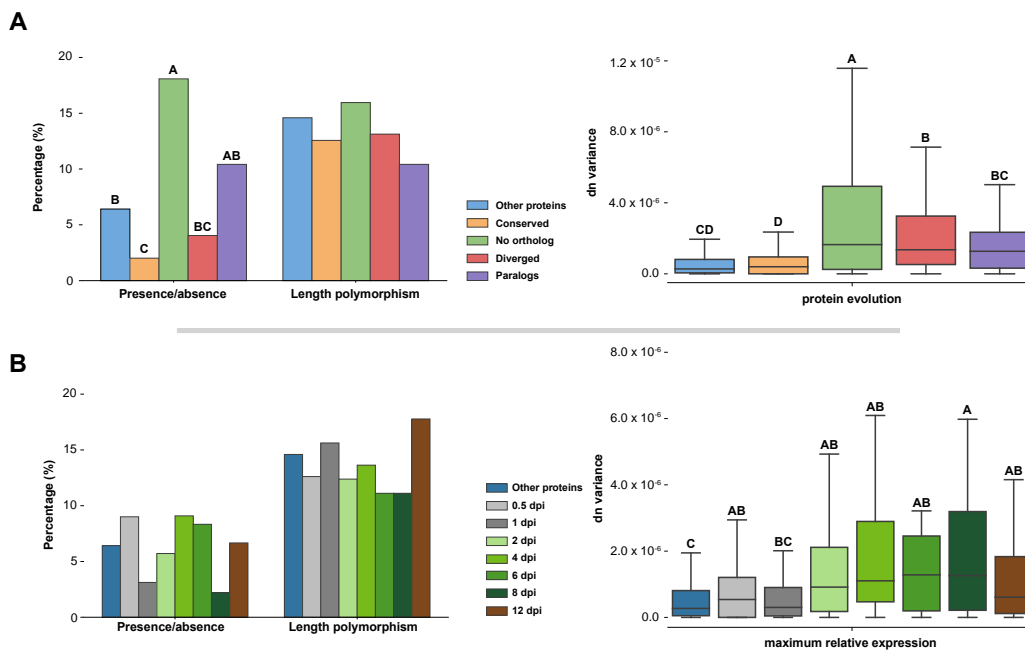 A
Percentage (%)
20
15
10
5
0
B
C
A
BC
AB
Presence/absence
Length polymorphism
Other proteins
Conserved
No ortholog
Diverged
Paralogs
dn variance
1.2 x 10⁻⁵
8.0 x 10⁻⁶
4.0 x 10⁻⁶
0.0
CD
D
A
B
BC
protein evolution
B
Percentage (%)
20
15
10
5
0
Presence/absence
Length polymorphism
Other proteins
0.5 dpi
1 dpi
2 dpi
4 dpi
6 dpi
8 dpi
12 dpi
dn variance
8.0 x 10⁻⁶
6.0 x 10⁻⁶
4.0 x 10⁻⁶
2.0 x 10⁻⁶
0.0
C
AB
BC
AB
AB
AB
A
AB
maximum relative expression